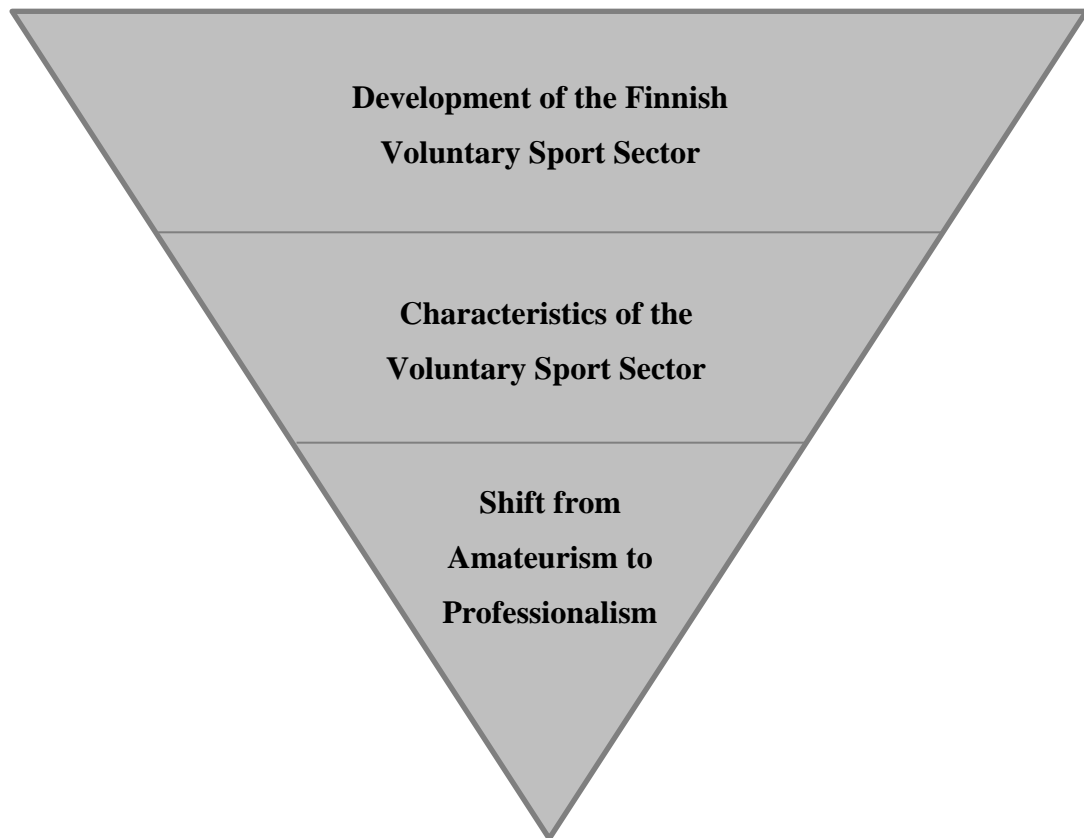 Development of the Finnish
Voluntary Sport Sector
Characteristics of the
Voluntary Sport Sector
Shift from
Amateurism to
Professionalism